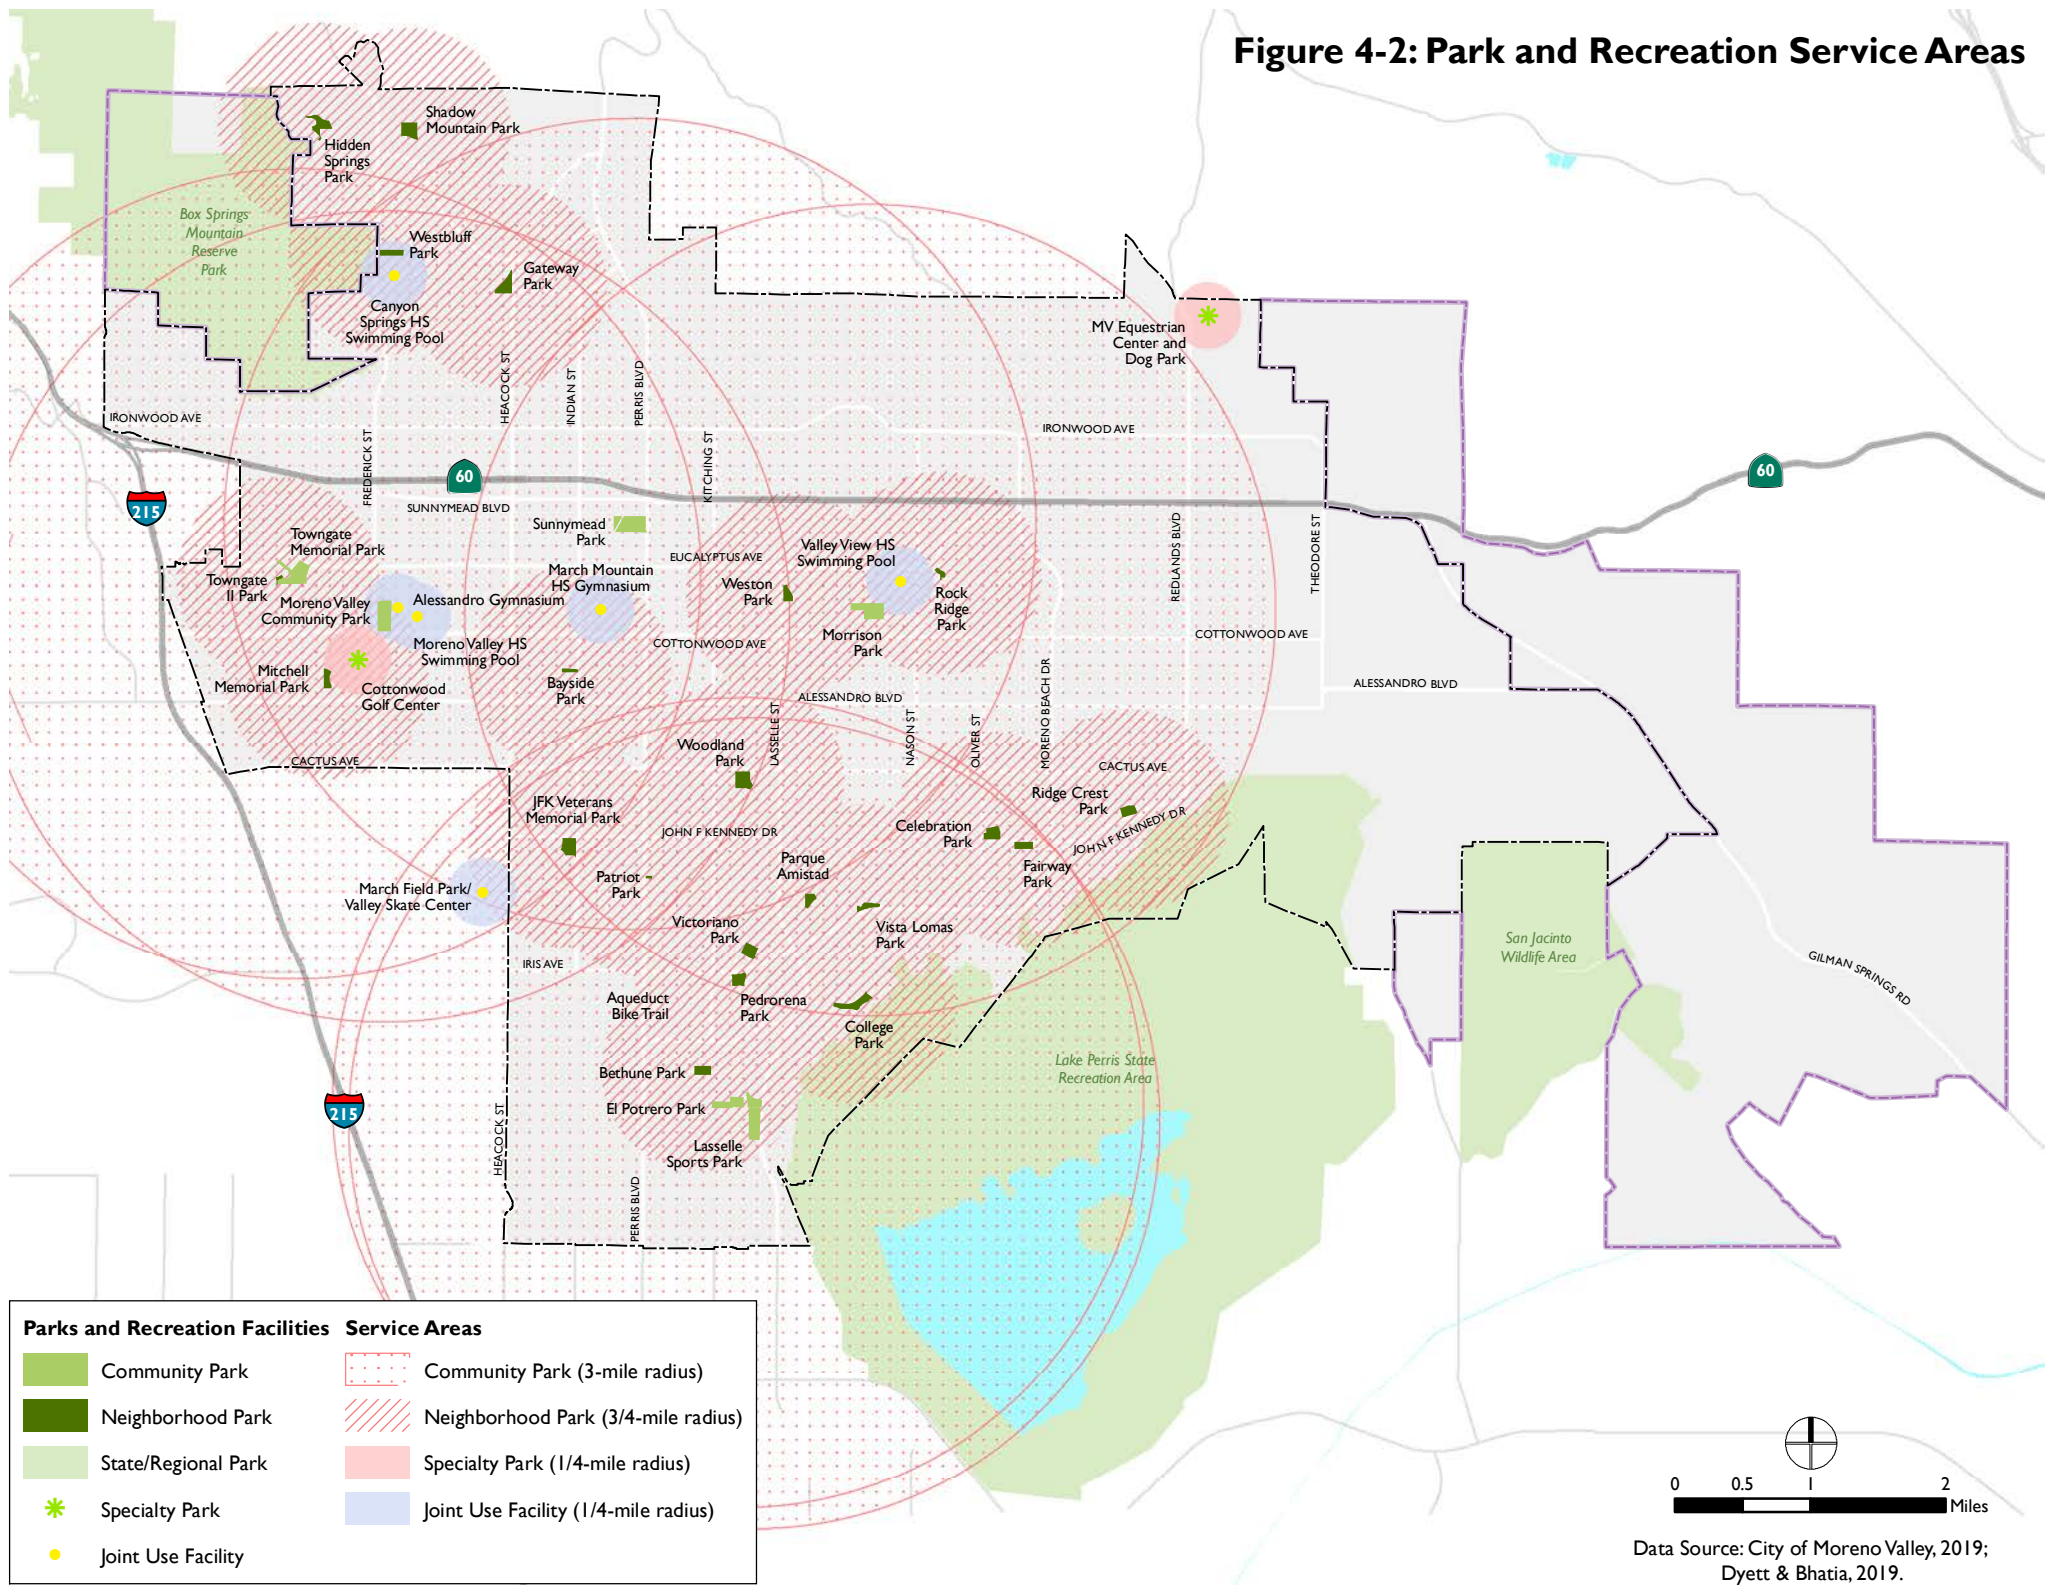 Figure 4-2: Park and Recreation Service Areas
Shadow
Mountain Park
Hidden
Springs
Park
Box Springs
Mountain
Reserve
Park
Westbluff
Park
Gateway
Park
Canyon
Springs HS
Swimming Pool
MV Equestrian
Center and
Dog Park
HEACOCK ST
INDIAN ST
PERRIS BLVD
IRONWOOD AVE
IRONWOOD AVE
FREDERICK ST
KITCHING ST
60
60
215
SUNNYMEAD BLVD
Sunnymead
Park
EUCALYPTUS AVE
REDLANDS BLVD
THEODORE ST
Towngate
Memorial Park
Towngate
II Park
March Mountain
HS Gymnasium
Valley View HS
Swimming Pool
Weston
Park
Rock
Ridge
Park
Moreno Valley
Community Park
Alessandro Gymnasium
Morrison
Park
COTTONWOOD AVE
COTTONWOOD AVE
Moreno Valley HS
Swimming Pool
Mitchell
Memorial Park
Cottonwood
Golf Center
Bayside
Park
ALESSANDRO BLVD
ALESSANDRO BLVD
LASSELLE ST
NASON ST
OLIVER ST
MORENO BEACH DR
Woodland
Park
CACTUS AVE
CACTUS AVE
Ridge Crest
Park
JFK Veterans
Memorial Park
JOHN F KENNEDY DR
JOHN F KENNEDY DR
Celebration
Park
Fairway
Park
Parque
Amistad
Patriot
Park
March Field Park/
Valley Skate Center
Victoriano
Park
Vista Lomas
Park
IRIS AVE
San Jacinto
Wildlife Area
GILMAN SPRINGS RD
Aqueduct
Bike Trail
Pedrorena
Park
College
Park
Bethune Park
Lake Perris State
Recreation Area
El Potrero Park
215
HEACOCK ST
Lasselle
Sports Park
PERRIS BLVD
Parks and Recreation Facilities
Community Park
Neighborhood Park
State/Regional Park
Specialty Park
Joint Use Facility
Service Areas
Community Park (3-mile radius)
Neighborhood Park (3/4-mile radius)
Specialty Park (1/4-mile radius)
Joint Use Facility (1/4-mile radius)
0 0.5 1 2
Miles
Data Source: City of Moreno Valley, 2019;
Dyett & Bhatia, 2019.